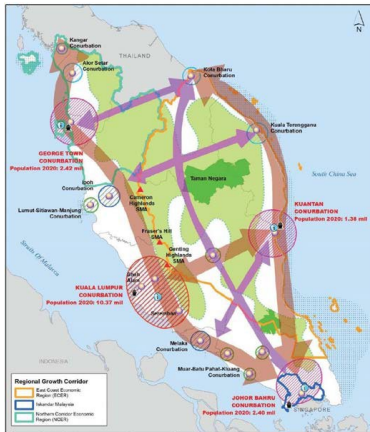 N
Kangar
Conurbation
THAILAND
Alor Setar
Conurbation
Kota Bharu
Conurbation
Kuala Terengganu
Conurbation
GEORGE TOWN
CONURBATION
Population 2020: 2.42 mil
Ipoh
Conurbation
Cameron
Highlands
SMA
Taman Negara
South China Sea
Lumut Sitiawan Manjung
Conurbation
KUANTAN
CONURBATION
Population 2020: 1.36 mil
Fraser's Hill
SMA
Genting
Highlands
SMA
Straits Of Malacca
Shah
Alam
KUALA LUMPUR
CONURBATION
Population 2020: 10.37 mil
Seremban
Melaka
Conurbation
INDONESIA
Muar-Batu Pahat-Kluang
Conurbation
Regional Growth Corridor
East Coast Economic
Region (ECER)
Iskandar Malaysia
Northern Corridor Economic
Region (NCER)
JOHOR BAHRU
CONURBATION
Population 2020: 2.40 mil
SINGAPORE